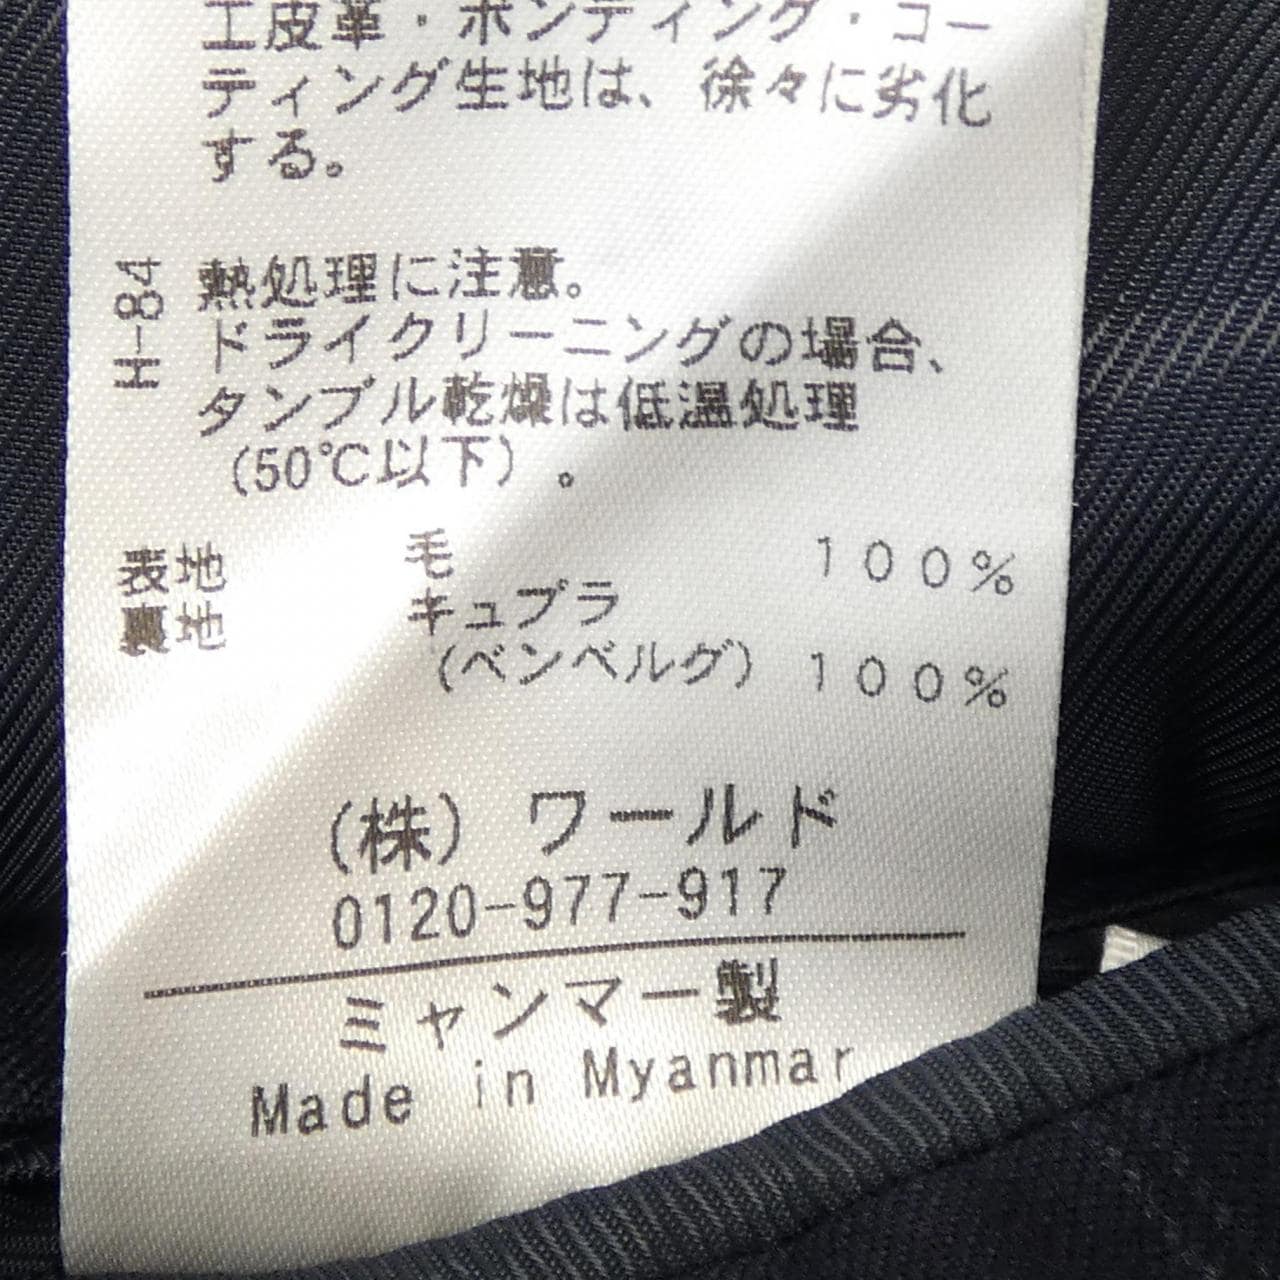 工皮革・ボンディング・コー
ティング生地は、徐々に劣化
する。
H-84
熱処理に注意。
ドライクリーニングの場合、
タンブル乾燥は低温処理
(50℃以下)。
表地 毛 100%
裏地 キュプラ
(ベンベルグ) 100%
(株) ワールド
0120-977-917
ミャンマー製
Made in Myanmar